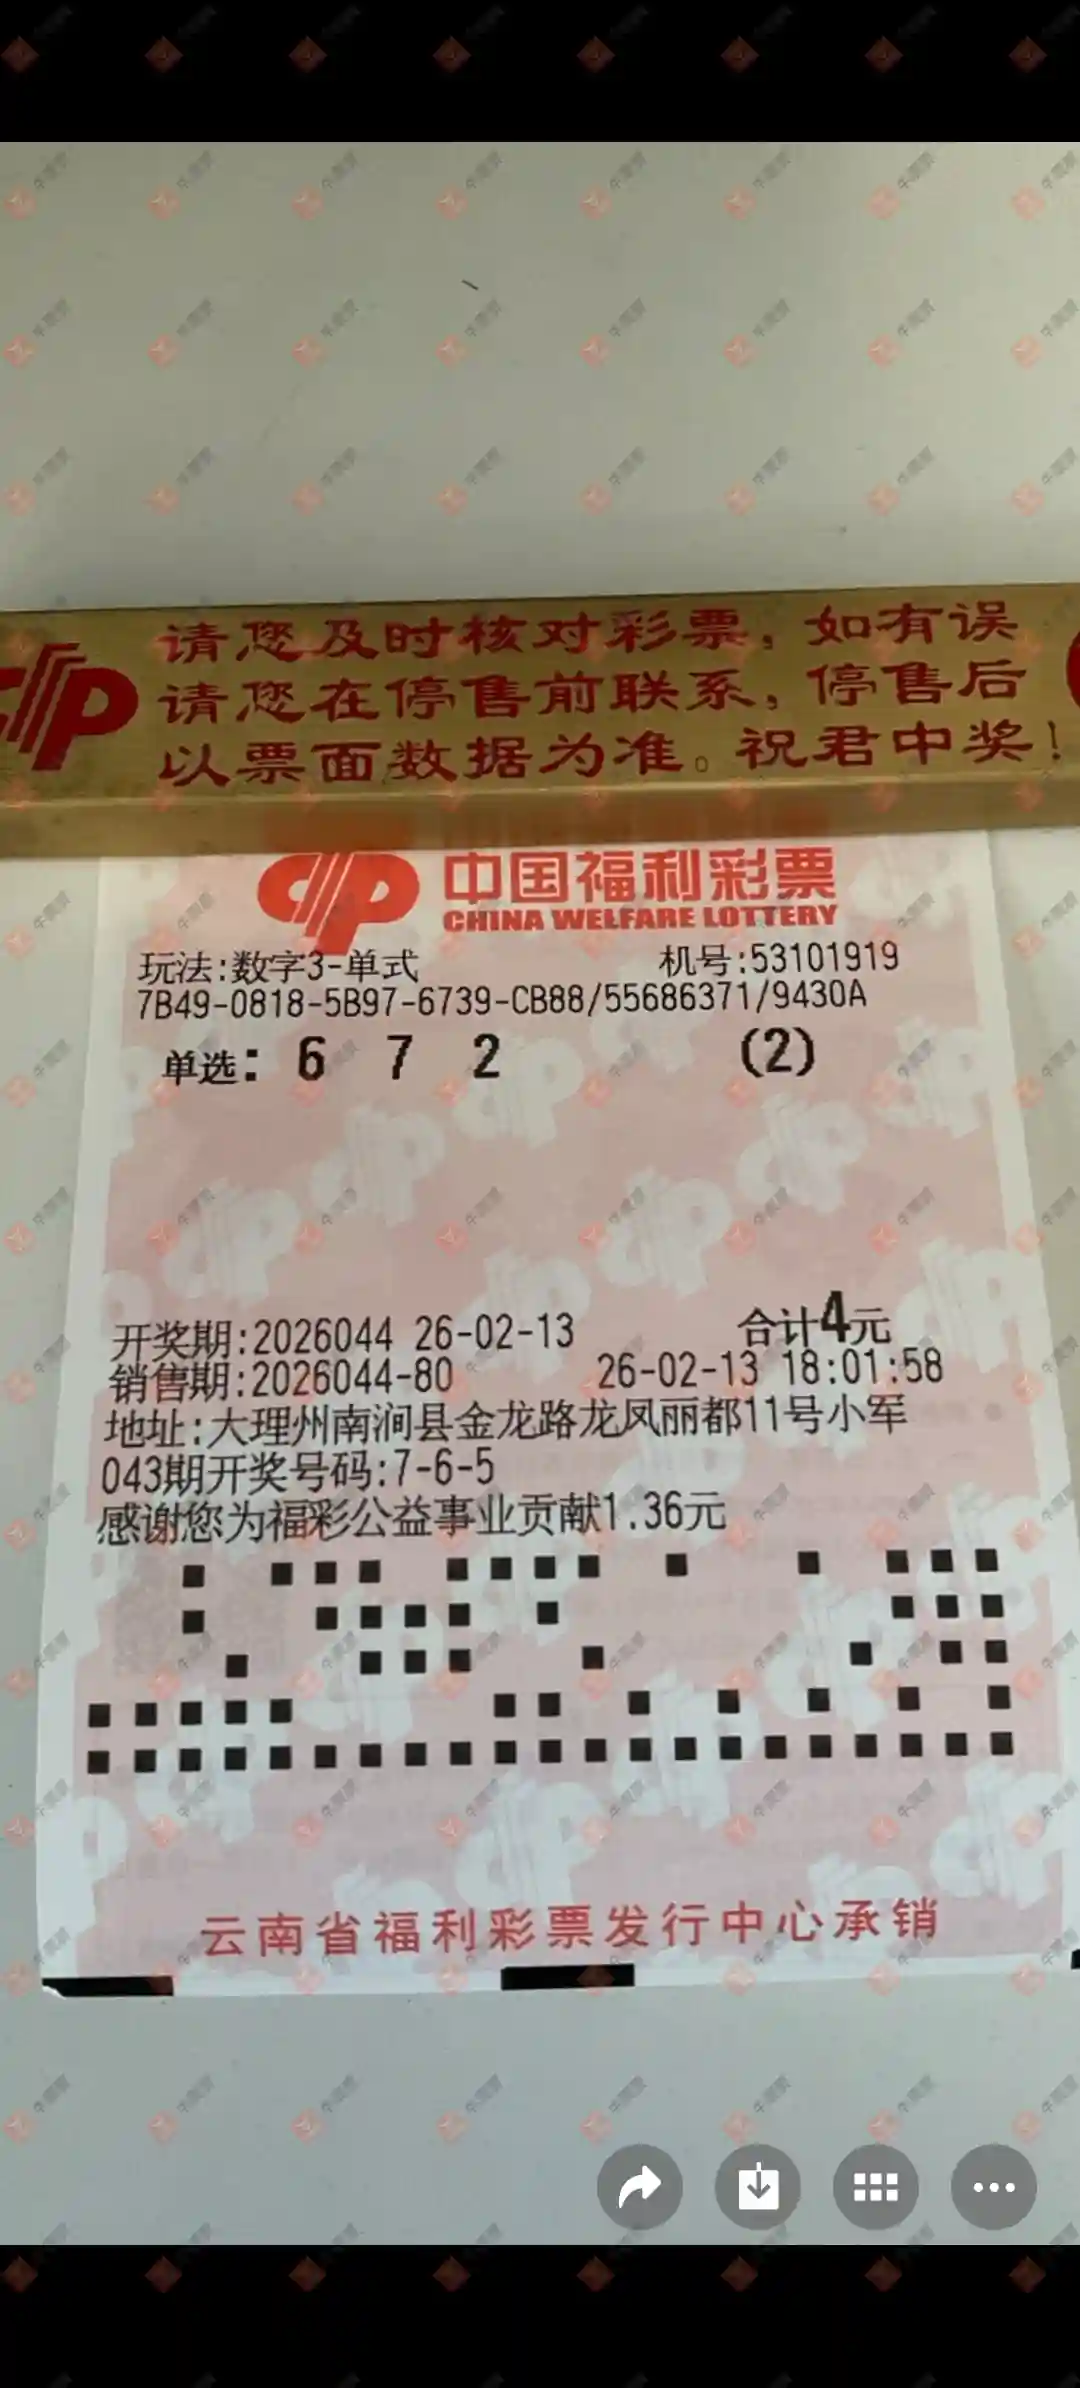 请您及时核对彩票，如有误
请您在停售前联系，停售后
以票面数据为准。祝君中奖！
中国福利彩票
CHINA WELFARE LOTTERY
玩法:数字3-单式 机号:53101919
7B49-0818-5B97-6739-CB88/55686371/9430A
单选: 6 7 2 (2)
开奖期:2026044 26-02-13 合计4元
销售期:2026044-80 26-02-13 18:01:58
地址:大理州南涧县金龙路龙凤丽都11号小军
043期开奖号码:7-6-5
感谢您为福彩公益事业贡献1.36元
云南省福利彩票发行中心承销